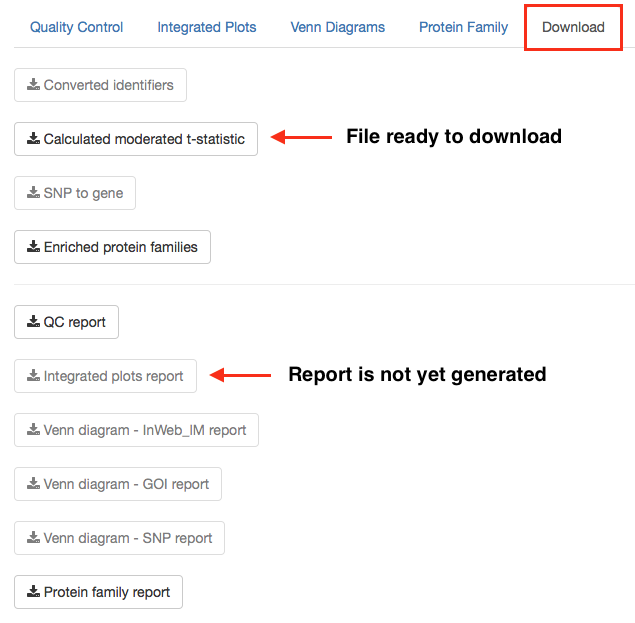 Quality Control Integrated Plots Venn Diagrams Protein Family Download
Converted identifiers
Calculated moderated t-statistic File ready to download
SNP to gene
Enriched protein families
QC report
Integrated plots report Report is not yet generated
Venn diagram - InWeb_IM report
Venn diagram - GOI report
Venn diagram - SNP report
Protein family report